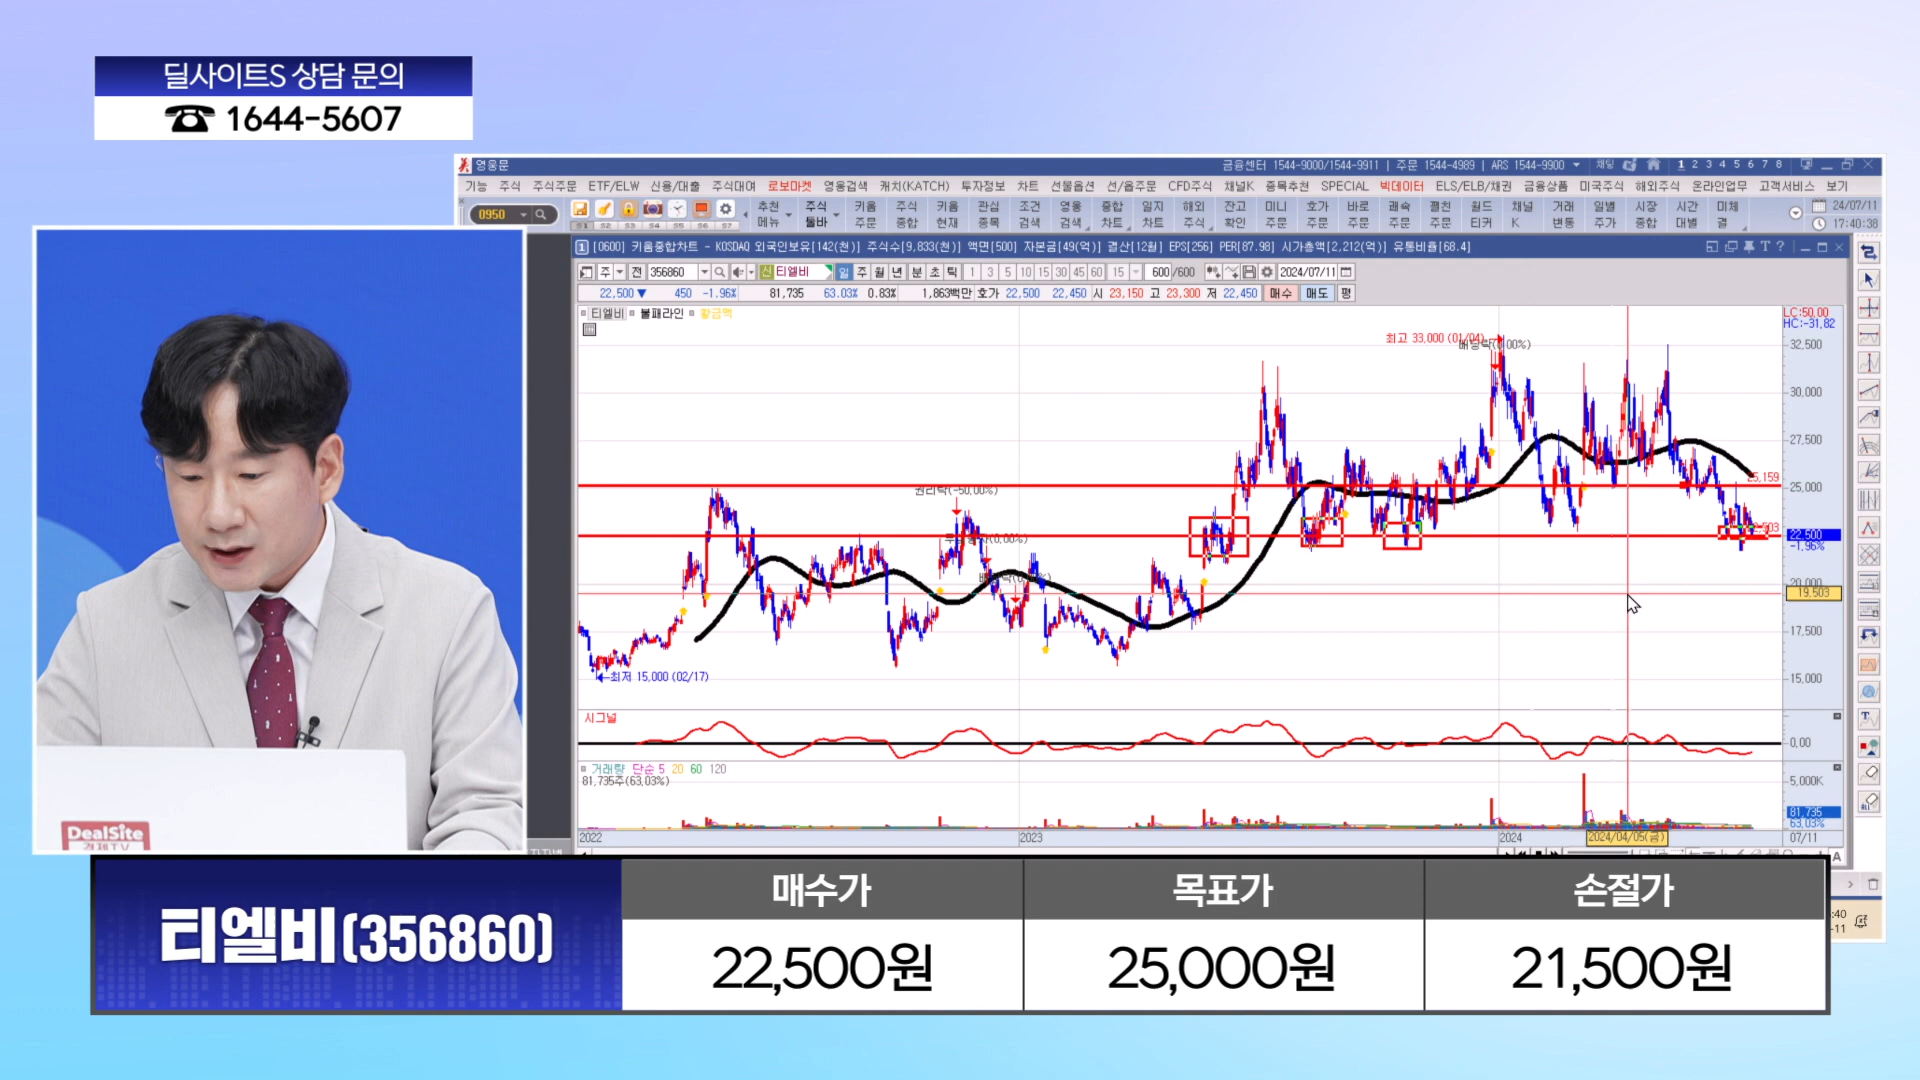 딜사이트S 상담 문의
☎ 1644-5607
영웅문
금융센터 1544-9000/1544-9911 | 주문 1544-4989 | ARS 1544-9900
채팅
1 2 3 4 5 6 7 8
기능 주식 주식주문 ETF/ELW 신용/대출 주식대여 로보마켓 영웅검색 캐치(KATCH) 투자정보 차트 선물옵션 선/옵주문 CFD주식 채널K 종목추천 SPECIAL 빅데이터 ELS/ELB/채권 금융상품 미국주식 해외주식 온라인업무 고객서비스 보기
0950
S1 S2 S3 S4 S5 S6 S7
추천 주식 키움 주식 키움 관심 조건 영웅 종합 일지 해외 잔고 미니 호가 바로 쾌속 웰친 월드 채널 거래 일별 시장 시간 미체
메뉴 툴바 주문 종합 현재 종목 검색 검색 차트 차트 주식 확인 주문 주문 주문 주문 주문 티커 K 변동 주가 종합 대별 결
24/07/11
17:40:38
1 [0600] 키움종합차트 - KOSDAQ 외국인보유[142(천)] 주식수[9,833(천)] 액면[500] 자본금[49(억)] 결산[12월] EPS[256] PER[87.98] 시가총액[2,212(억)] 유통비율[68.4]
주 전 356860 신 티엘비 일 주 월 년 분 초 틱 1 3 5 10 15 30 45 60 15 600 /600 2024/07/11
22,500▼ 450 -1.96% 81,735 63.03% 0.83% 1,863백만 호가 22,500 22,450 시 23,150 고 23,300 저 22,450 매수 매도 평
티엘비 불패라인 황금맥
LC:50.00
HC:-31.82
최고 33,000 (01/04)
32,500
30,000
27,500
25,159
25,000
권리락(-50.00%)
22,500
-1.96%
20,000
19,503
17,500
최저 15,000 (02/17)
15,000
시그널
0.00
거래량 단순 5 20 60 120
81,735주(63.03%)
5,000K
81,735
63.03%
2022 2023 2024 2024/04/05(금) 07/11
DealSite
경제TV
티엘비(356860)
매수가 목표가 손절가
22,500원 25,000원 21,500원